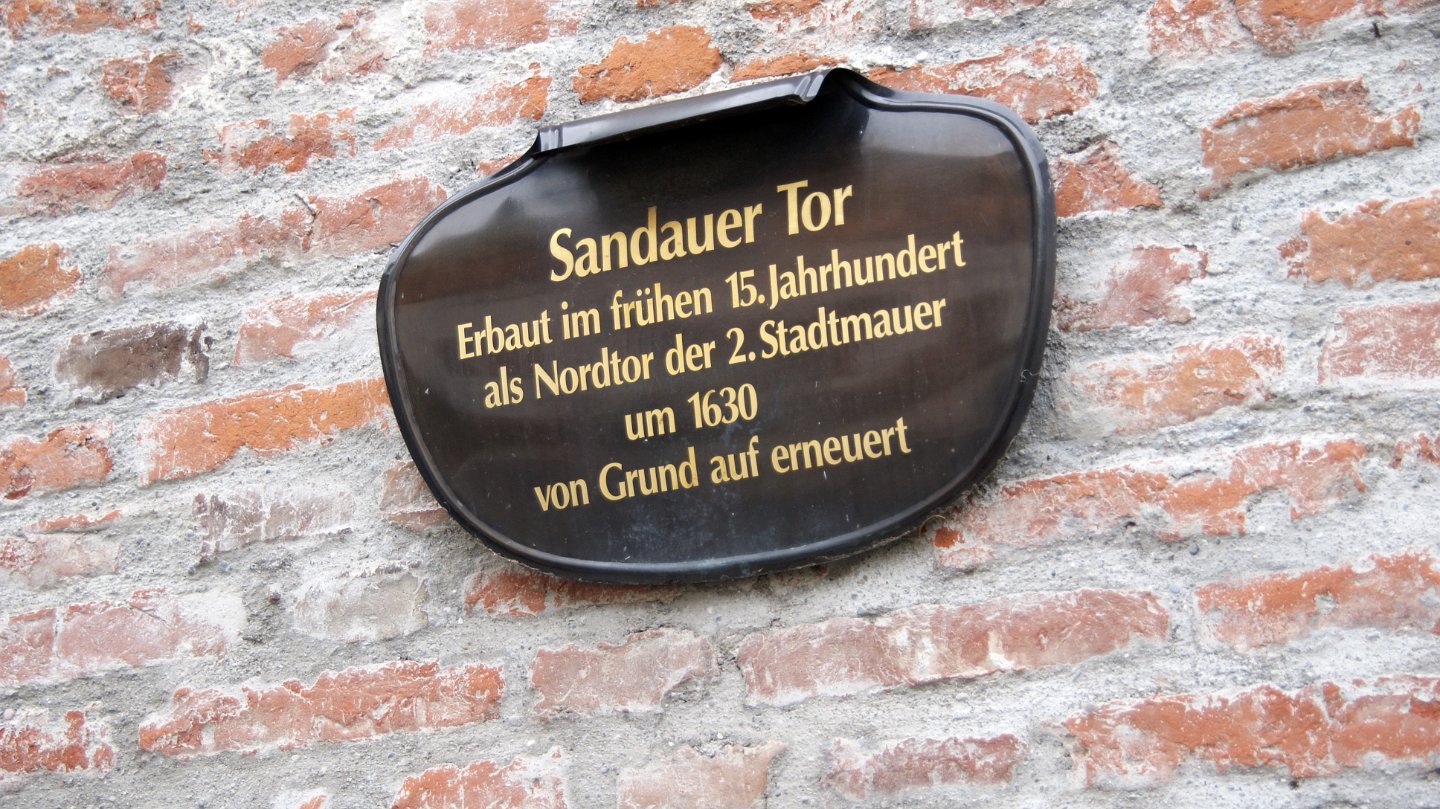 Sandauer Tor
Erbaut im frühen 15. Jahrhundert
als Nordtor der 2. Stadtmauer
um 1630
von Grund auf erneuert